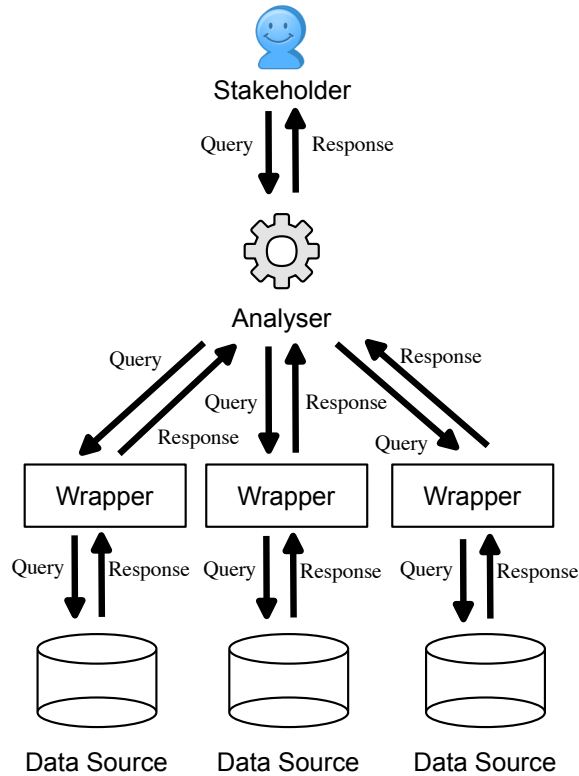 Stakeholder
Query
Response
Analyser
Query
Response
Query
Response
Response
Query
Wrapper
Wrapper
Wrapper
Query
Response
Query
Response
Query
Response
Data Source
Data Source
Data Source